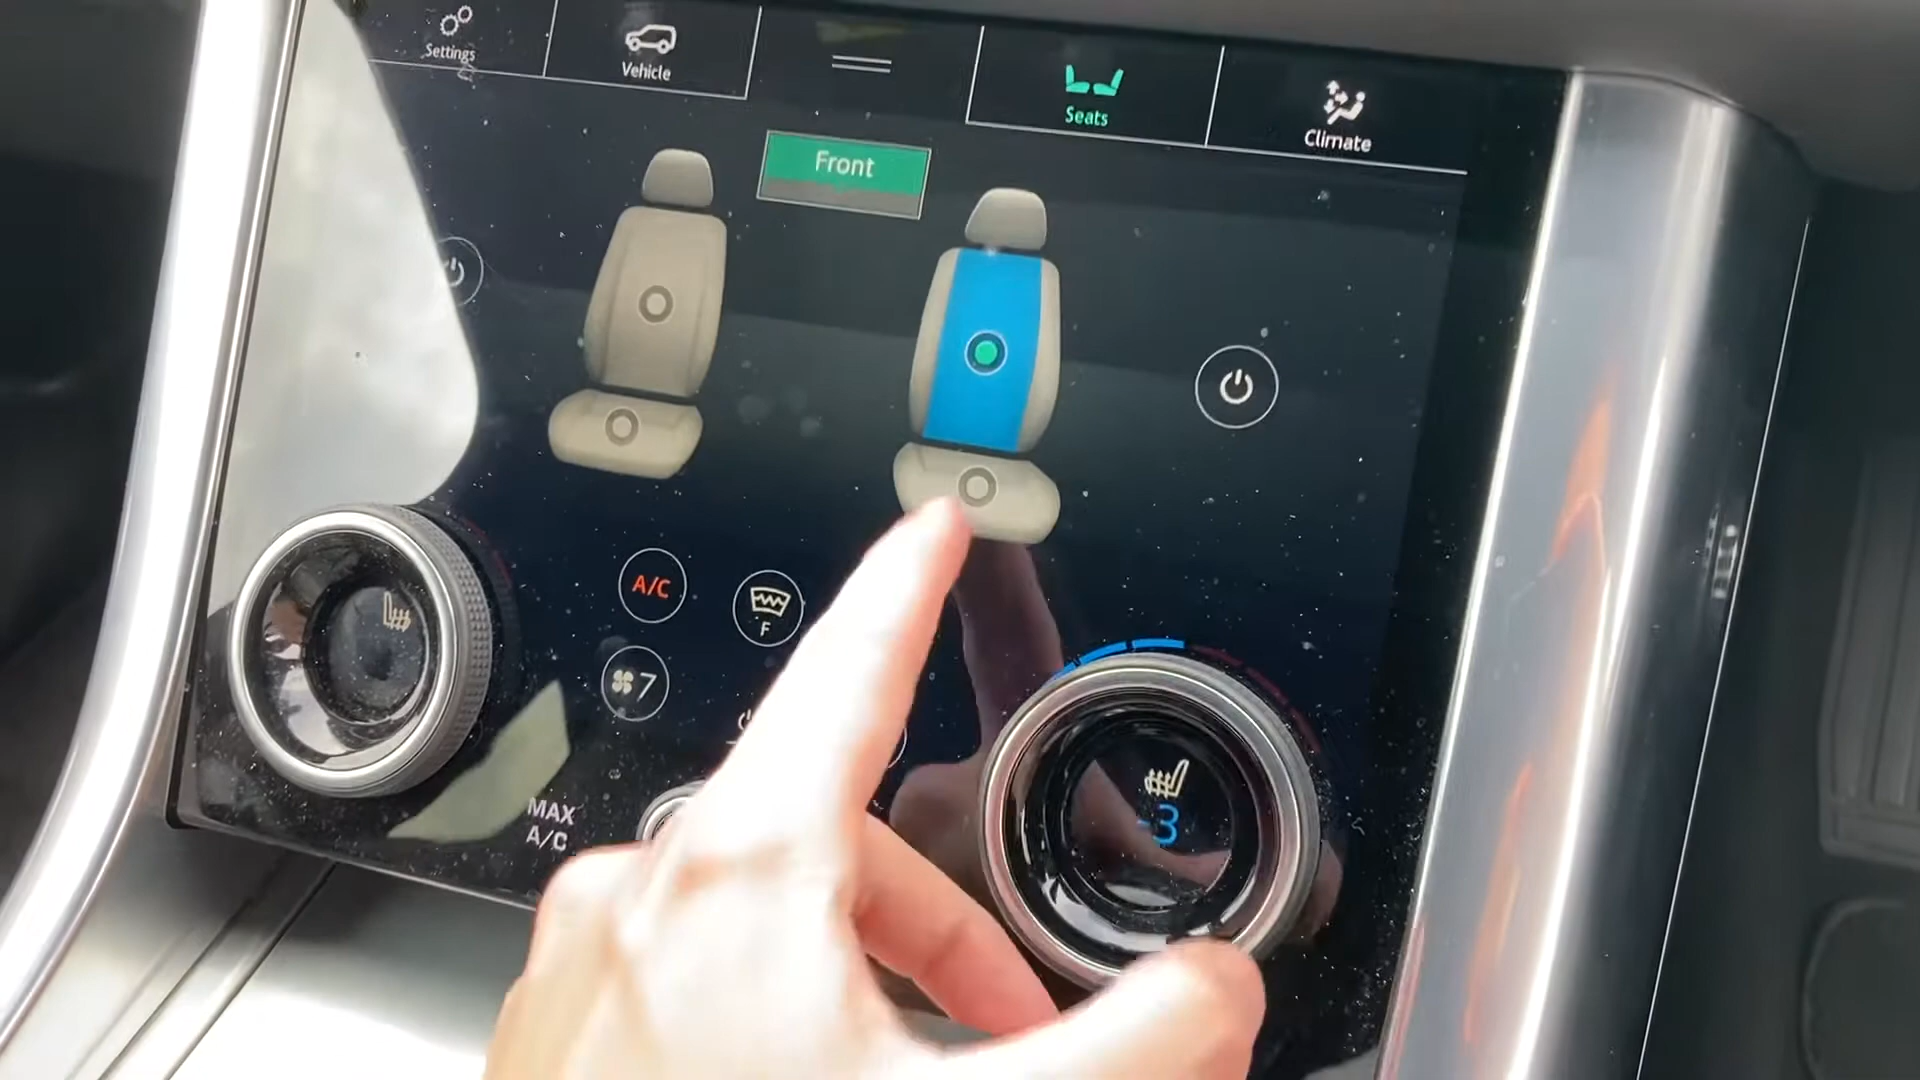 Settings
Vehicle
Seats
Climate
Front
A/C
F
7
MAX
A/C
-3